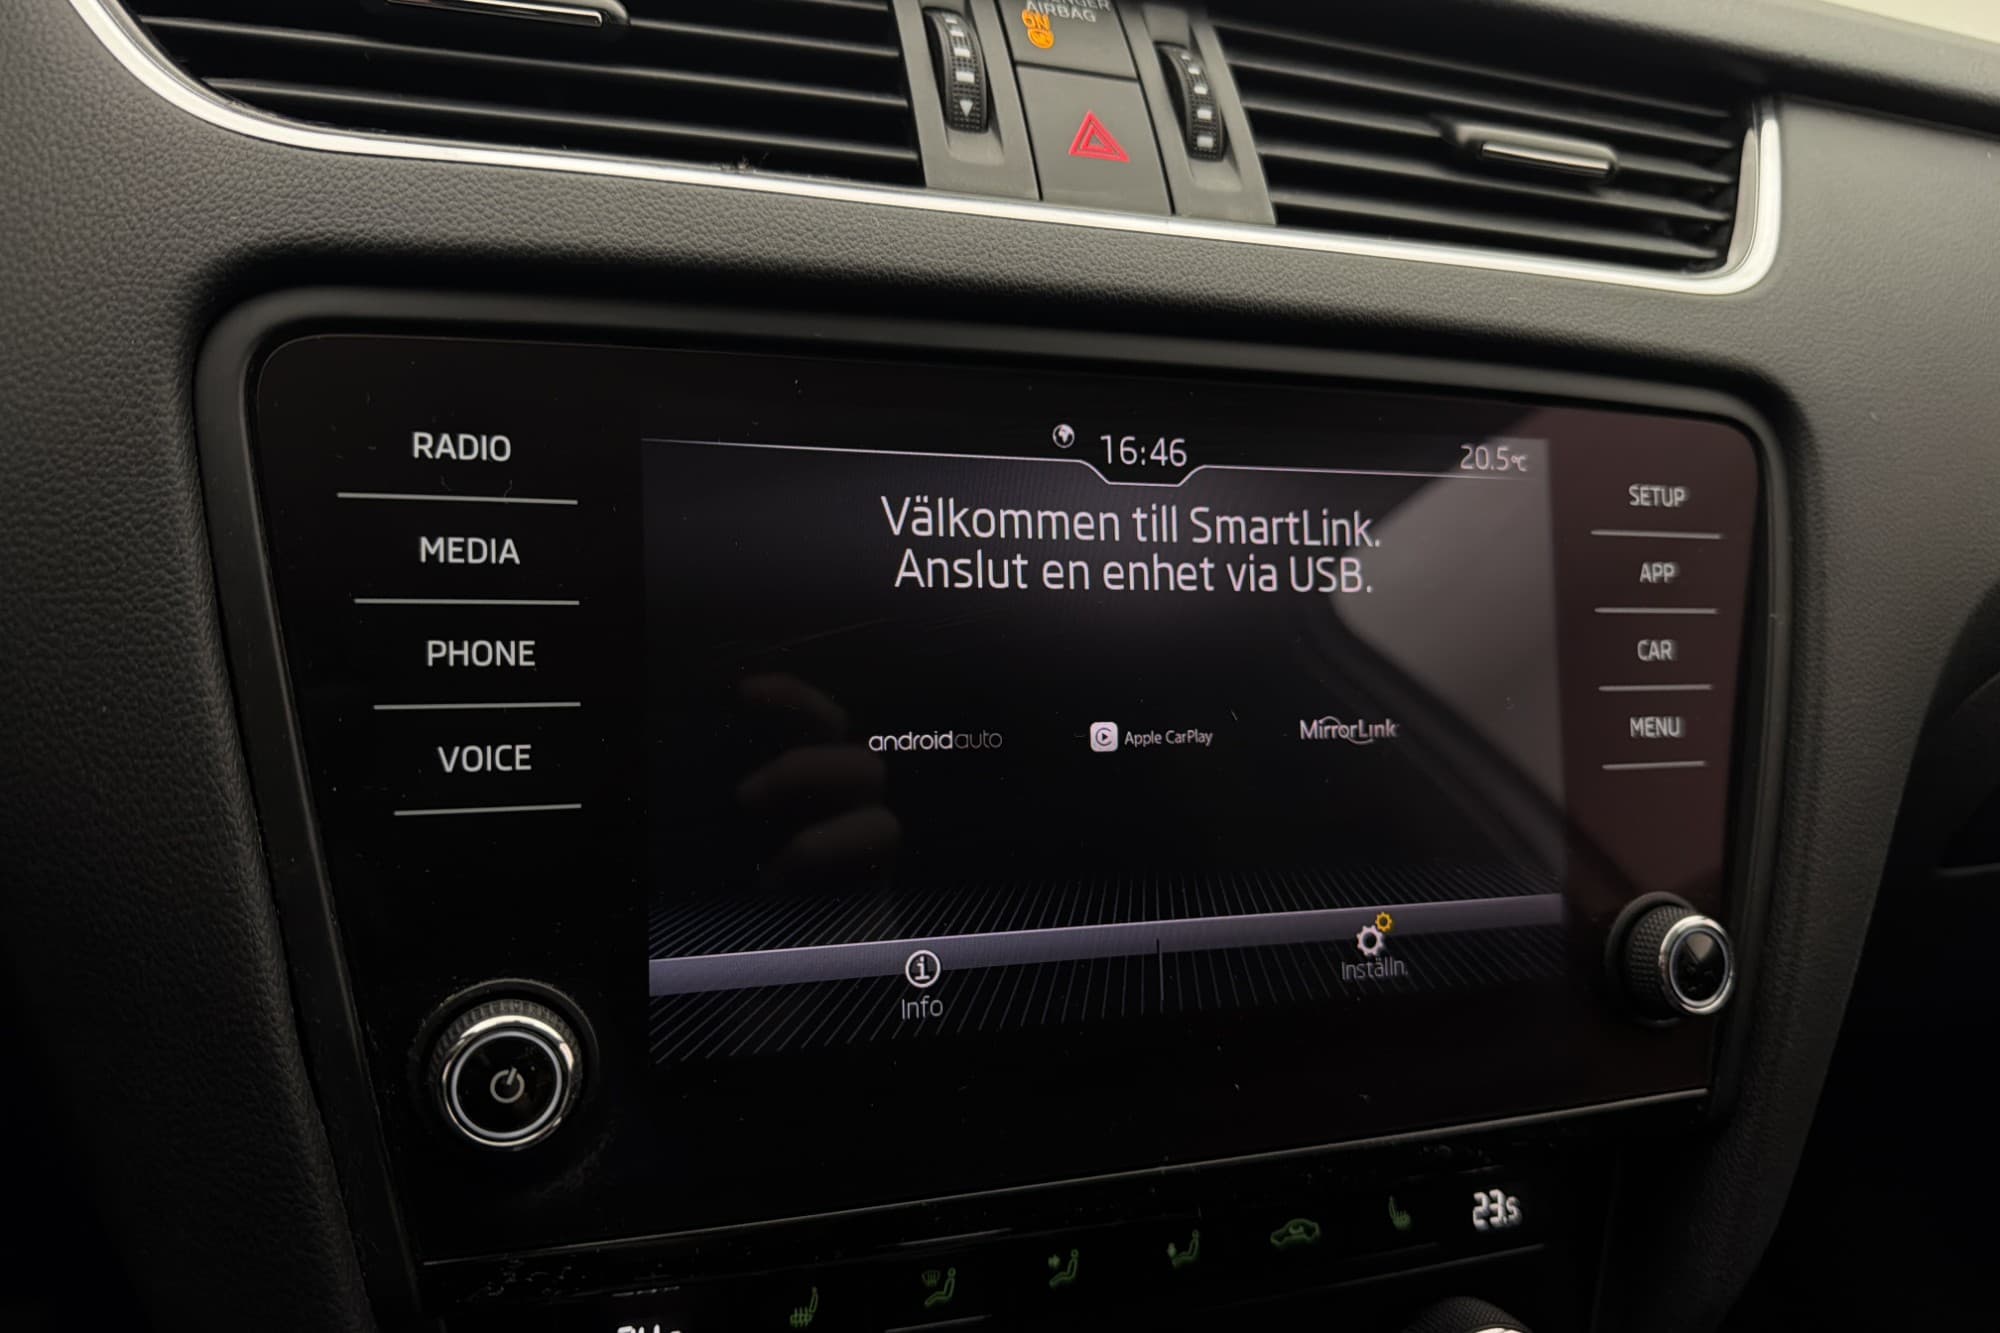 AIRBAG
ON
RADIO
MEDIA
PHONE
VOICE
16:46
20.5°C
Välkommen till SmartLink.
Anslut en enhet via USB.
androidauto
Apple CarPlay
MirrorLink
Info
Inställn.
SETUP
APP
CAR
MENU
23.5